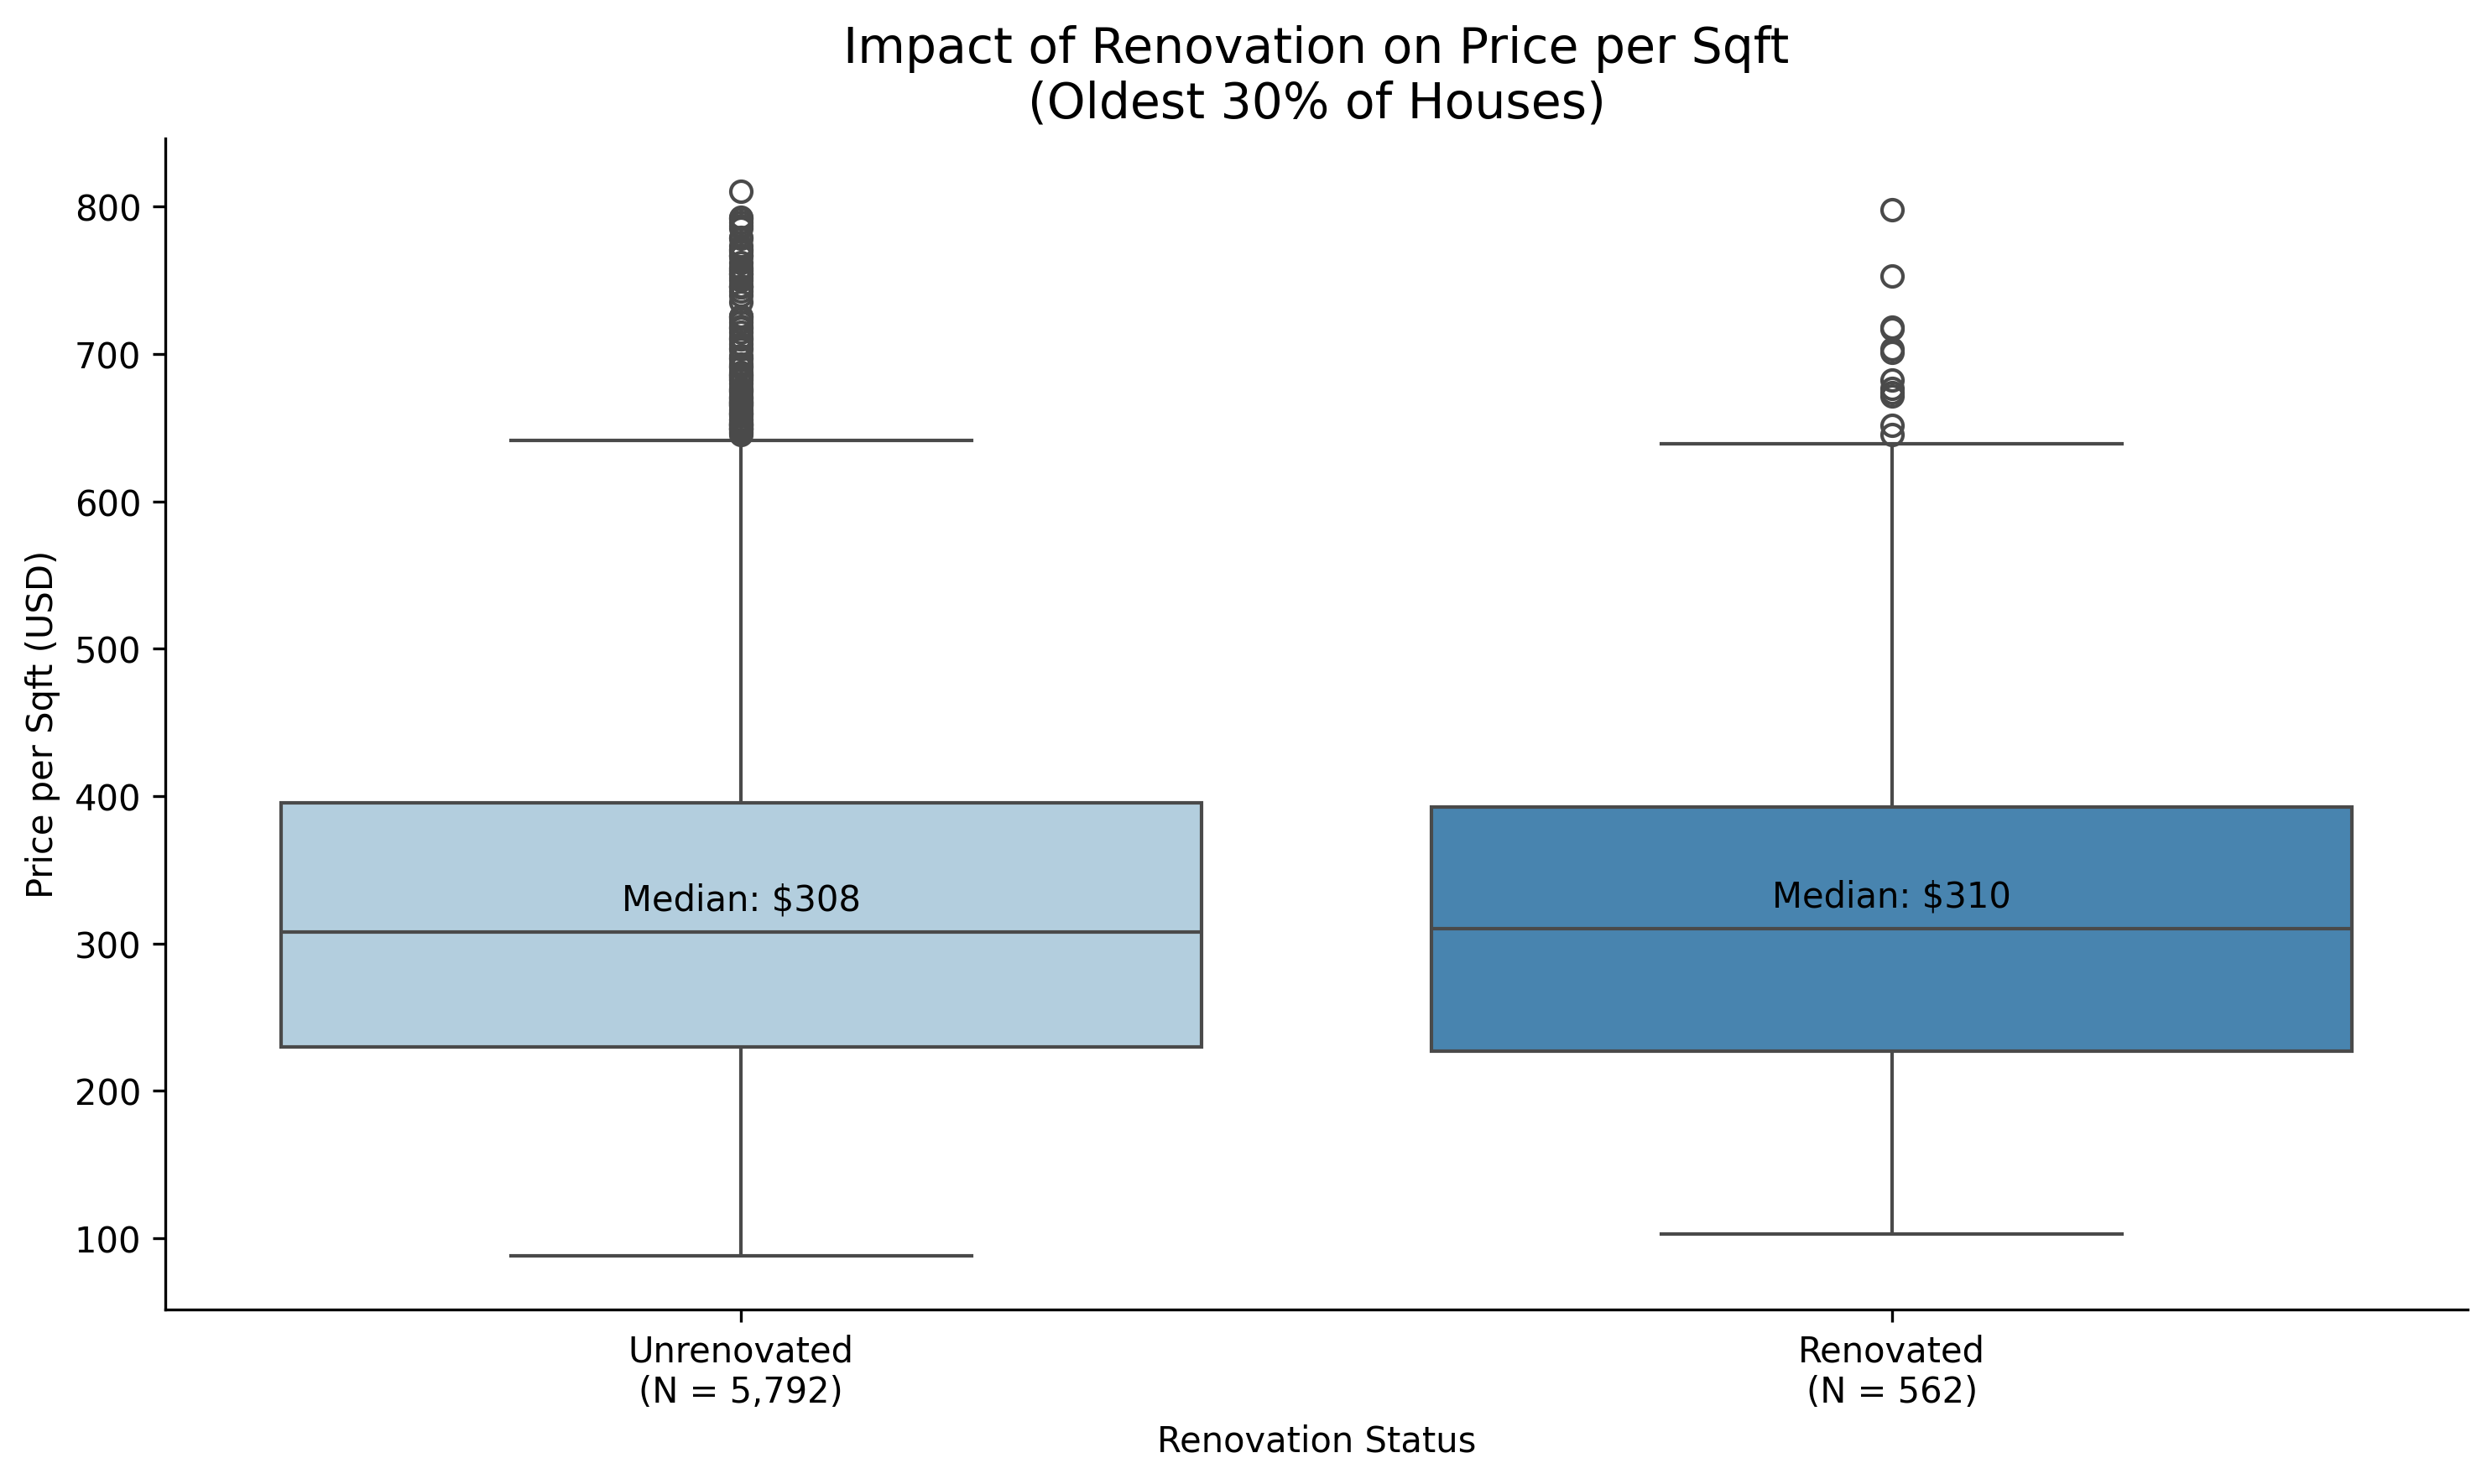 Impact of Renovation on Price per Sqft
(Oldest 30% of Houses)
Price per Sqft (USD)
800
700
600
500
400
300
200
100
Median: $308
Median: $310
Unrenovated
(N = 5,792)
Renovated
(N = 562)
Renovation Status